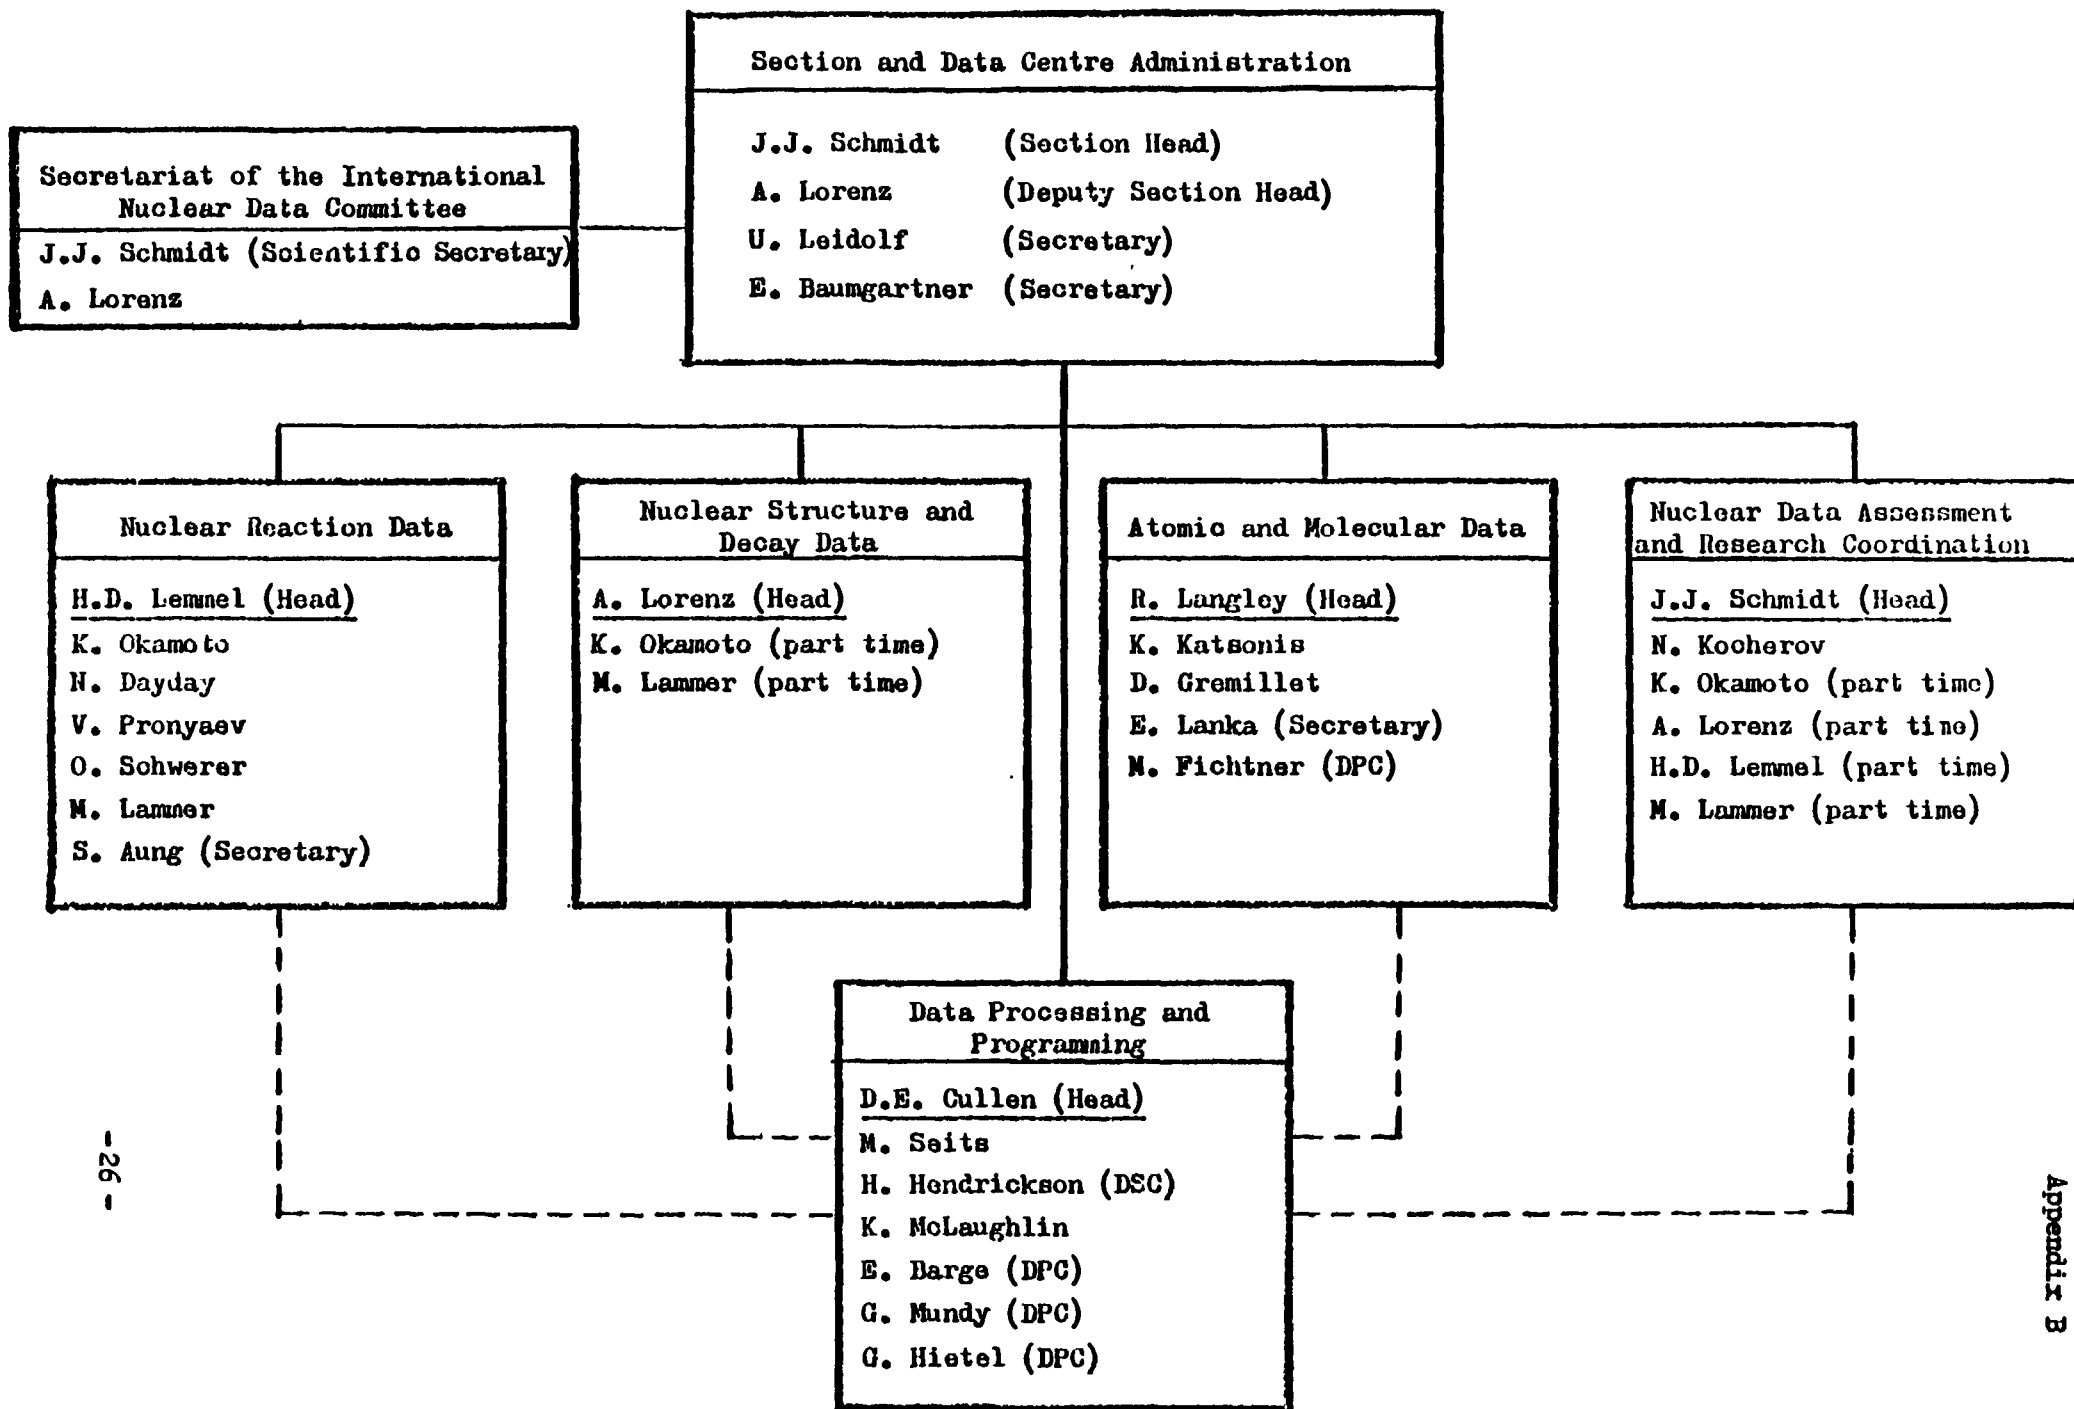 Section and Data Centre Administration
J.J. Schmidt (Section Head)
A. Lorenz (Deputy Section Head)
U. Leidolf (Secretary)
E. Baumgartner (Secretary)
Secretariat of the International
Nuclear Data Committee
J.J. Schmidt (Scientific Secretary)
A. Lorenz
Nuclear Reaction Data
H.D. Lemmel (Head)
K. Okamoto
N. Dayday
V. Pronyaev
O. Schwerer
M. Lammer
S. Aung (Secretary)
Nuclear Structure and
Decay Data
A. Lorenz (Head)
K. Okamoto (part time)
M. Lammer (part time)
Atomic and Molecular Data
R. Langley (Head)
K. Katsonis
D. Gremillet
E. Lanka (Secretary)
M. Fichtner (DPC)
Nuclear Data Assessment
and Research Coordination
J.J. Schmidt (Head)
N. Kocherov
K. Okamoto (part time)
A. Lorenz (part time)
H.D. Lemmel (part time)
M. Lammer (part time)
Data Processing and
Programming
D.E. Cullen (Head)
M. Seits
H. Hendrickson (DSC)
K. McLaughlin
E. Barge (DPC)
G. Mundy (DPC)
G. Hietel (DPC)
- 26 -
Appendix B